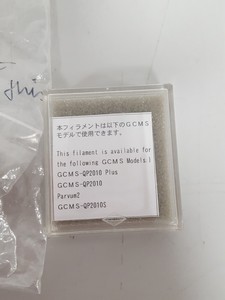 本フィラメントは以下のGCMS
モデルで使用できます。
This filament is available for
the following GCMS Models.
GCMS-QP2010 Plus
GCMS-QP2010
Parvum2
GCMS-QP2010S